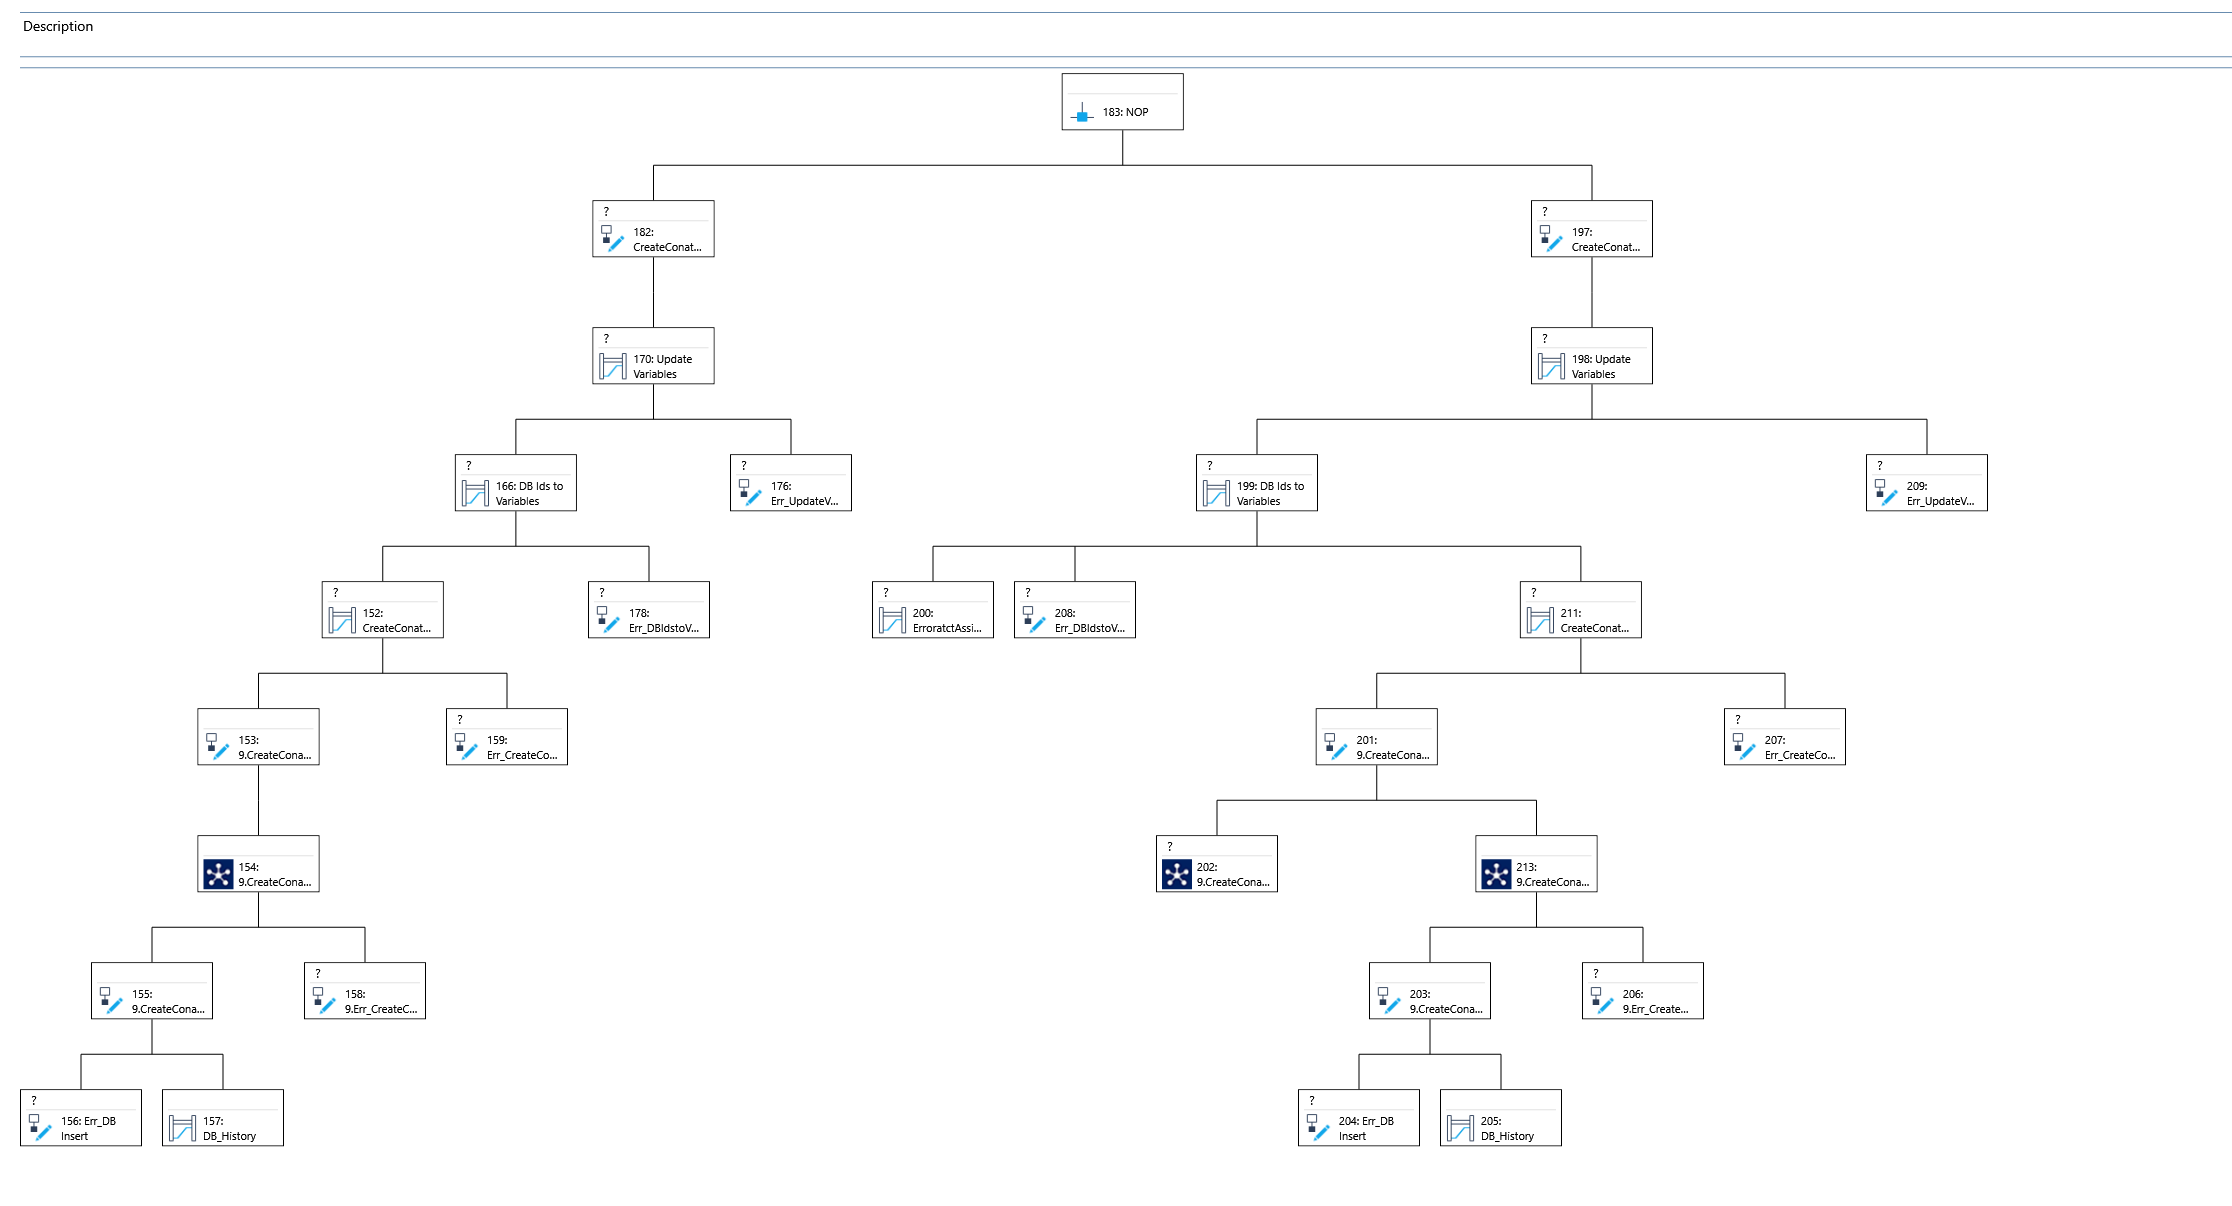 Description
183: NOP
?
182:
CreateConat...
?
197:
CreateConat...
?
170: Update
Variables
?
198: Update
Variables
?
166: DB Ids to
Variables
?
176:
Err_UpdateV...
?
199: DB Ids to
Variables
?
209:
Err_UpdateV...
?
152:
CreateConat...
?
178:
Err_DBIdstoV...
?
200:
ErroratctAssi...
?
208:
Err_DBIdstoV...
?
211:
CreateConat...
153:
9.CreateCona...
?
159:
Err_CreateCo...
201:
9.CreateCona...
?
207:
Err_CreateCo...
154:
9.CreateCona...
?
202:
9.CreateCona...
213:
9.CreateCona...
155:
9.CreateCona...
?
158:
9.Err_CreateC...
203:
9.CreateCona...
?
206:
9.Err_Create...
?
156: Err_DB
Insert
157:
DB_History
?
204: Err_DB
Insert
205:
DB_History